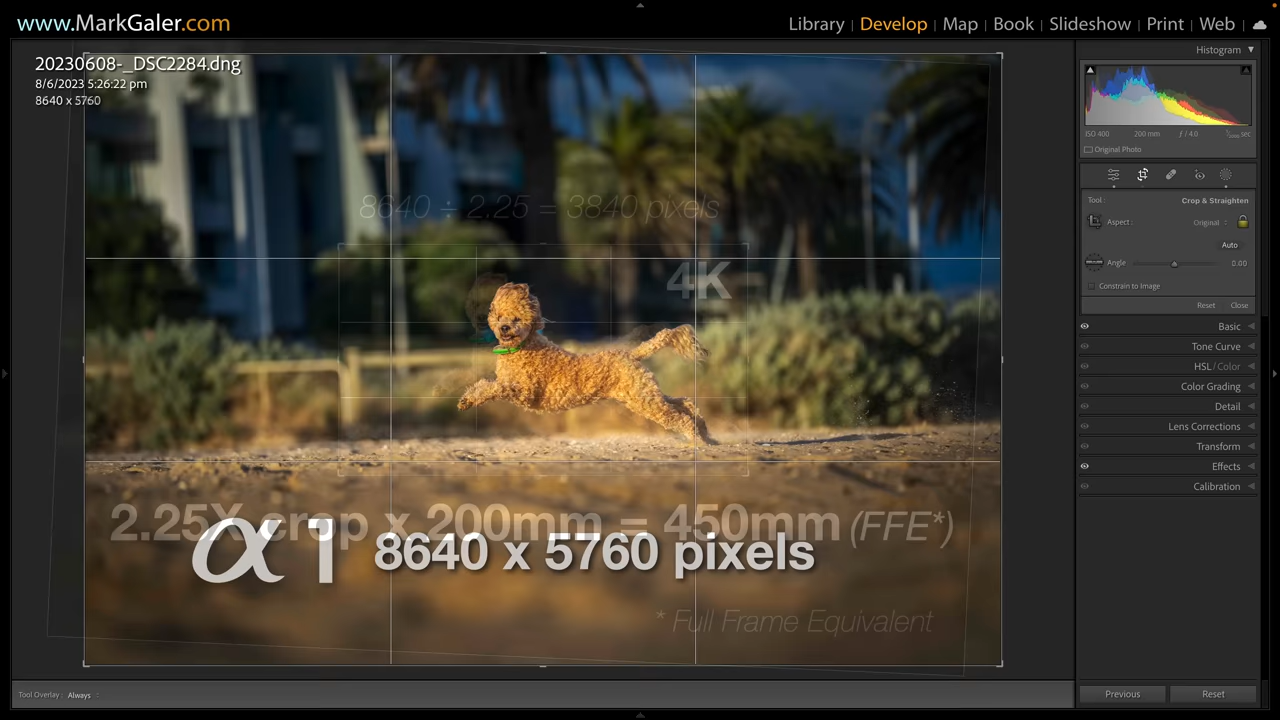 www.MarkGaler.com
Library | Develop | Map | Book | Slideshow | Print | Web
Histogram
20230608-_DSC2284.dng
8/6/2023 5:26:22 pm
8640 x 5760
ISO 400 200 mm ƒ / 4.0 sec
Original Photo
Tool : Crop & Straighten
Aspect : Original
Auto
Angle 0.00
Constrain to Image
Reset Close
Basic
Tone Curve
HSL / Color
Color Grading
Detail
Lens Corrections
Transform
Effects
Calibration
8640 ÷ 2.25 = 3840 pixels
4K
2.25X crop x 200mm = 450mm (FFE*)
α1 8640 x 5760 pixels
* Full Frame Equivalent
Tool Overlay : Always
Previous Reset